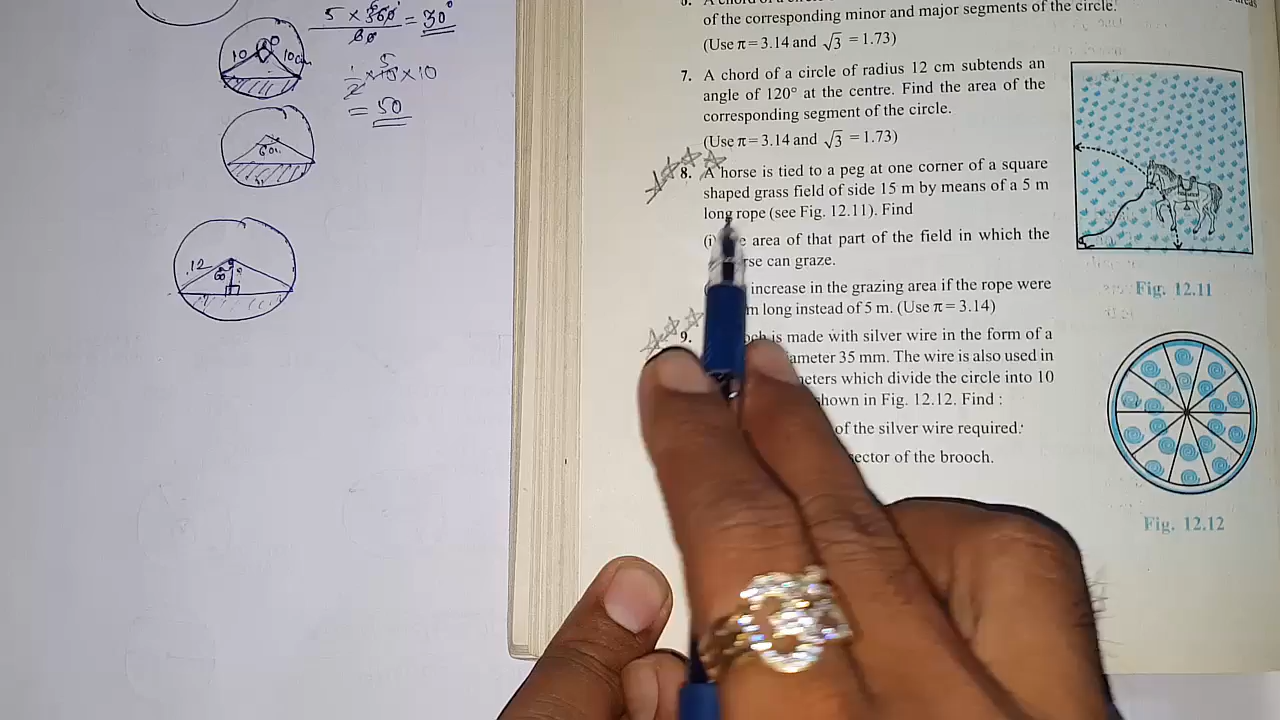 5 × 360 = 30°
60
10 O 10cm
1/2 × 10 × 10
5
= 50
60
12
60
of the corresponding minor and major segments of the circle.
(Use π = 3.14 and √3 = 1.73)
7. A chord of a circle of radius 12 cm subtends an
angle of 120° at the centre. Find the area of the
corresponding segment of the circle.
(Use π = 3.14 and √3 = 1.73)
8. A horse is tied to a peg at one corner of a square
shaped grass field of side 15 m by means of a 5 m
long rope (see Fig. 12.11). Find
(i) area of that part of the field in which the
can graze.
increase in the grazing area if the rope were
m long instead of 5 m. (Use π = 3.14)
Fig. 12.11
9. is made with silver wire in the form of a
35 mm. The wire is also used in
which divide the circle into 10
shown in Fig. 12.12. Find :
of the silver wire required.
sector of the brooch.
Fig. 12.12